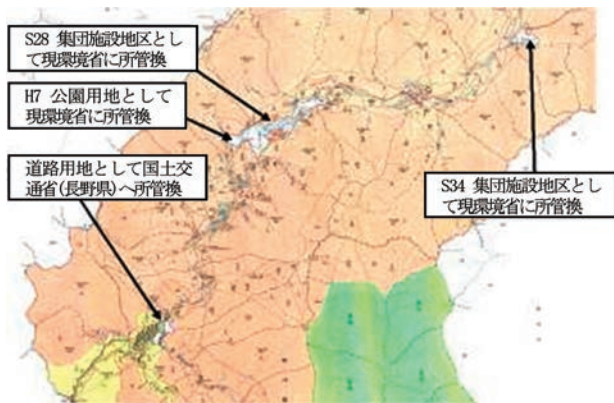 S28 集団施設地区とし
て現環境省に所管換
H7 公園用地として
現環境省に所管換
道路用地として国土交
通省(長野県)へ所管換
S34 集団施設地区とし
て現環境省に所管換